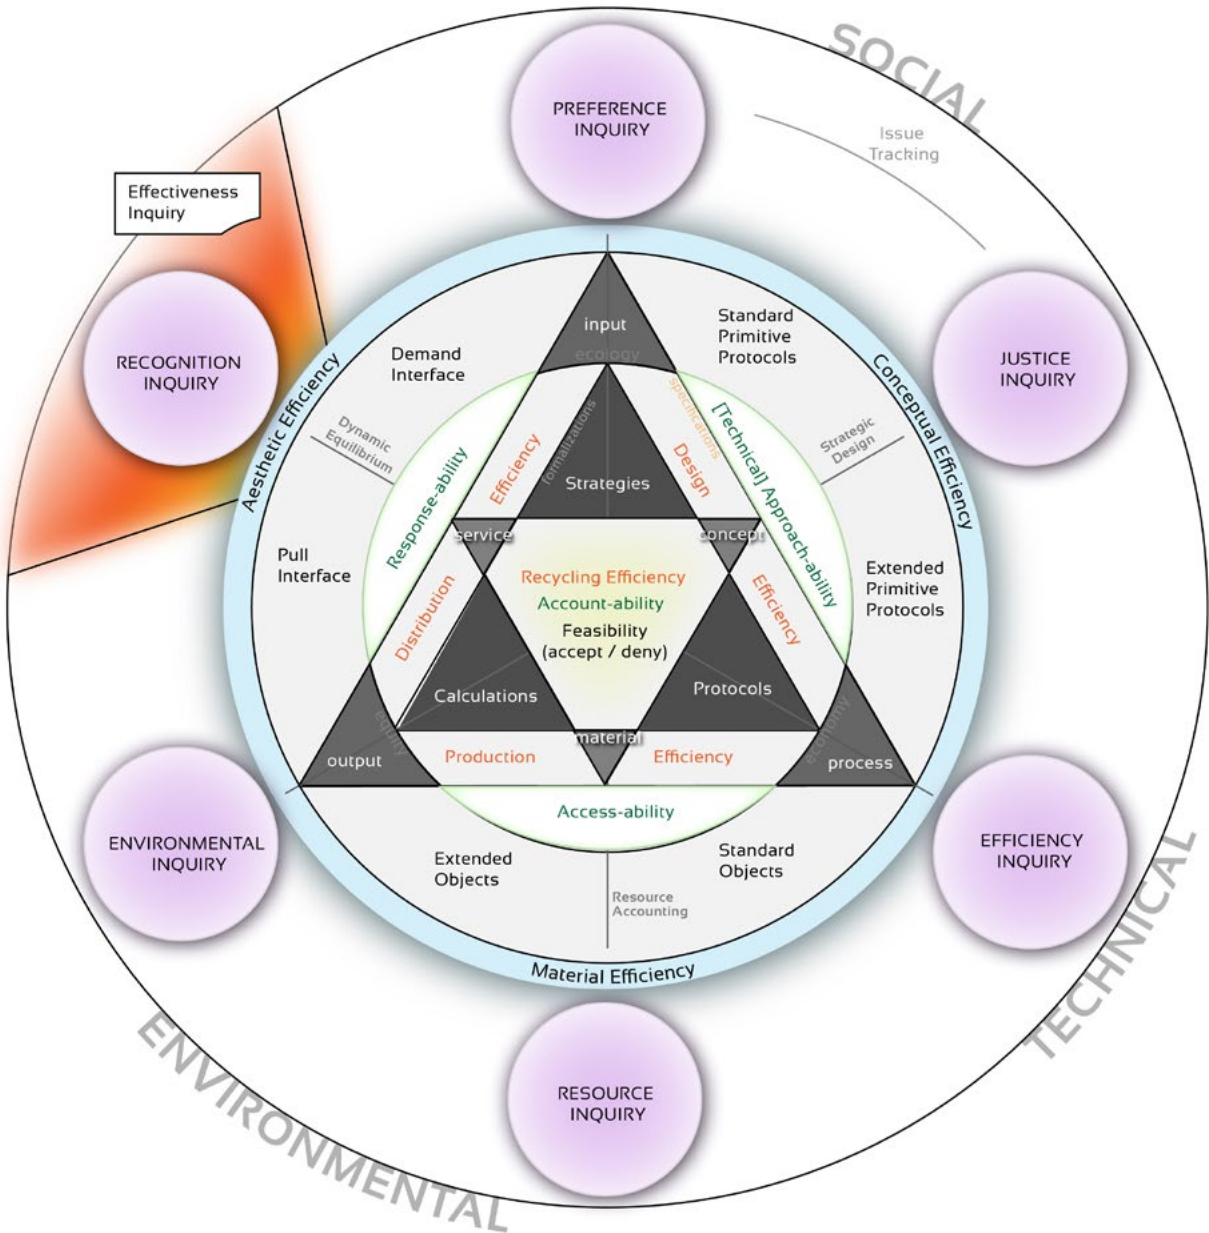 SOCIAL
PREFERENCE
INQUIRY
Issue
Tracking
Effectiveness
Inquiry
RECOGNITION
INQUIRY
JUSTICE
INQUIRY
Aesthetic Efficiency
Conceptual Efficiency
Demand
Interface
input
ecology
Standard
Primitive
Protocols
Dynamic
Equilibrium
Strategic
Design
Response-ability
Efficiency
formalizations
Strategies
specifications
Design
[Technical] Approach-ability
service
concept
Pull
Interface
Distribution
Recycling Efficiency
Account-ability
Feasibility
(accept / deny)
Efficiency
Extended
Primitive
Protocols
Calculations
Protocols
equity
material
economy
output
Production
Efficiency
process
Access-ability
Extended
Objects
Standard
Objects
Resource
Accounting
Material Efficiency
ENVIRONMENTAL
INQUIRY
EFFICIENCY
INQUIRY
TECHNICAL
RESOURCE
INQUIRY
ENVIRONMENTAL